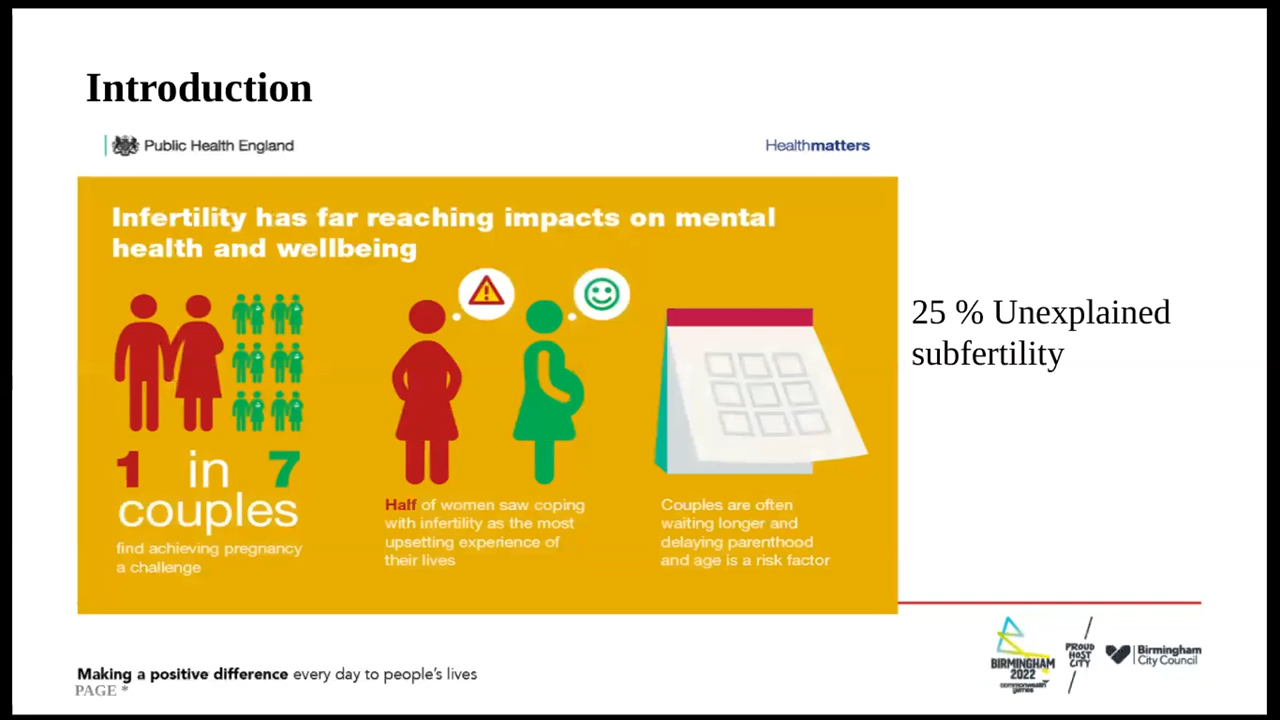 Introduction
Public Health England
Healthmatters
Infertility has far reaching impacts on mental
health and wellbeing
1 in 7
couples
find achieving pregnancy
a challenge
Half of women saw coping
with infertility as the most
upsetting experience of
their lives
Couples are often
waiting longer and
delaying parenthood
and age is a risk factor
25 % Unexplained
subfertility
BIRMINGHAM
2022
commonwealth
games
PROUD
HOST
CITY
Birmingham
City Council
Making a positive difference every day to people's lives
PAGE *